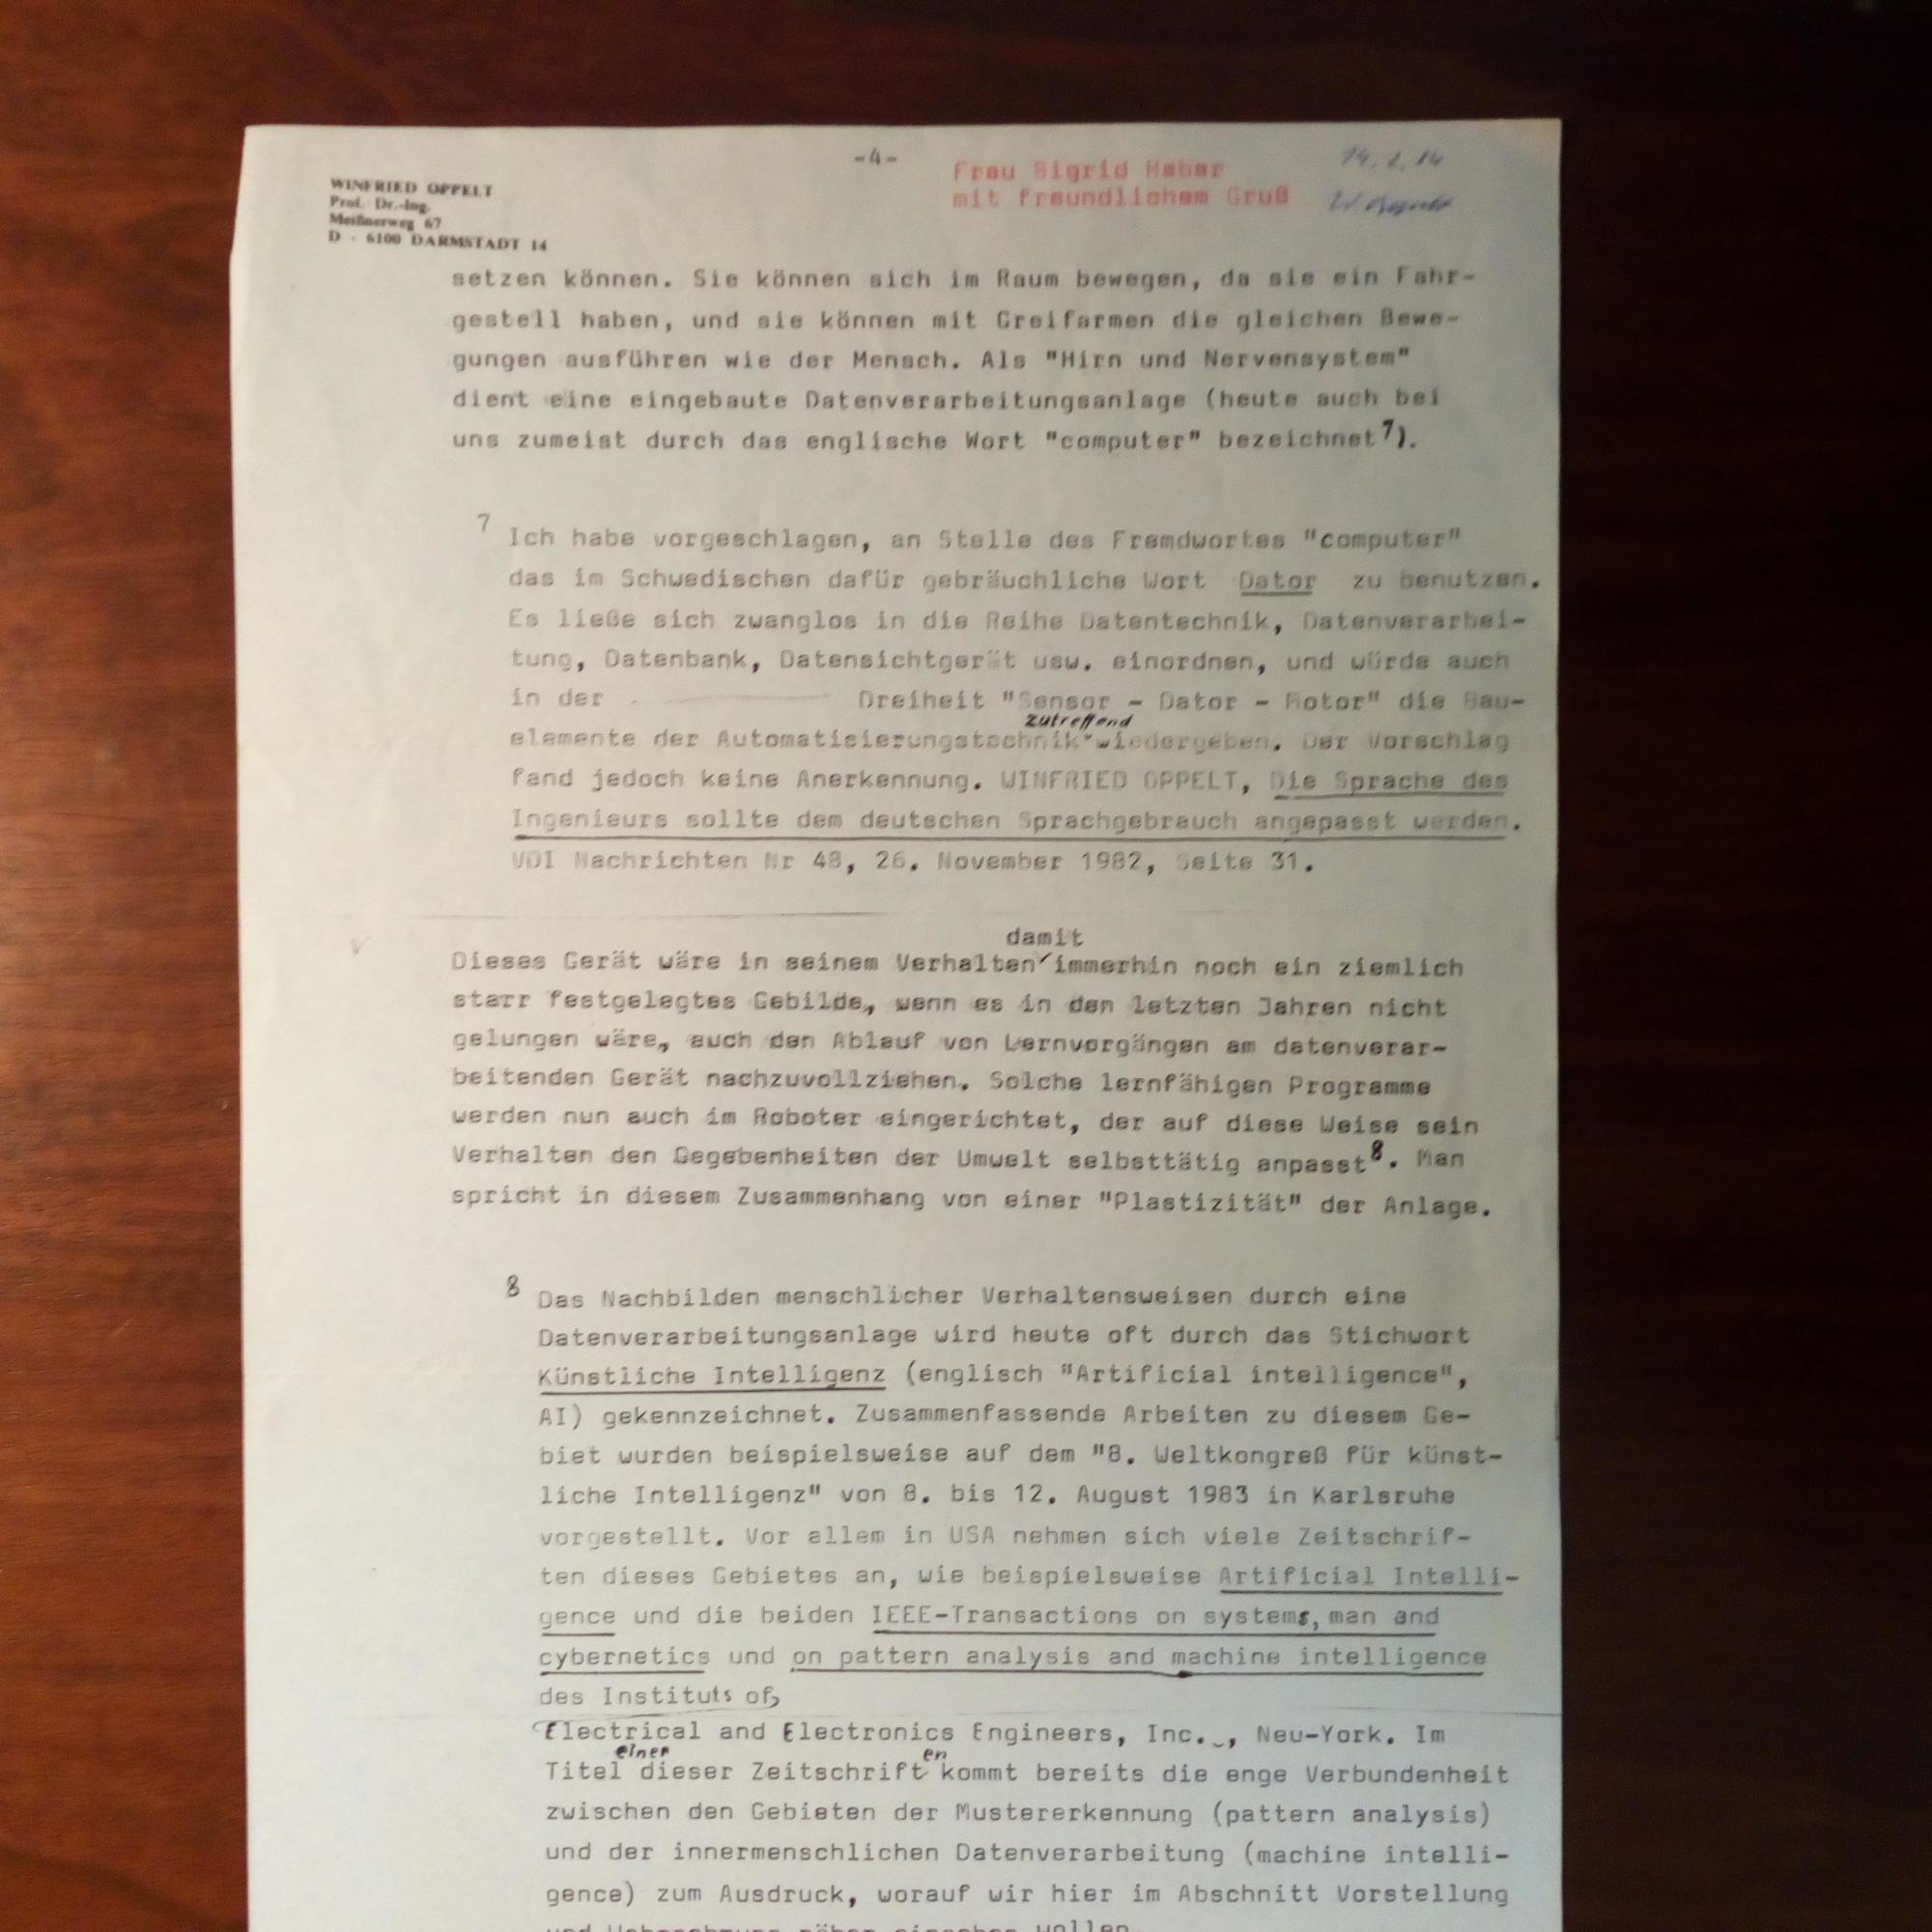 -4-
Frau Sigrid Haber
mit freundlichem Gruß
WINFRIED OPPELT
Prof. Dr.-Ing.
Meißnerweg 67
D - 6100 DARMSTADT 14
setzen können. Sie können sich im Raum bewegen, da sie ein Fahr-
gestell haben, und sie können mit Greifarmen die gleichen Bewe-
gungen ausführen wie der Mensch. Als "Hirn und Nervensystem"
dient eine eingebaute Datenverarbeitungsanlage (heute auch bei
uns zumeist durch das englische Wort "computer" bezeichnet7).
7 Ich habe vorgeschlagen, an Stelle des Fremdwortes "computer"
das im Schwedischen dafür gebräuchliche Wort Dator zu benutzen.
Es ließe sich zwanglos in die Reihe Datentechnik, Datenverarbei-
tung, Datenbank, Datensichtgerät usw. einordnen, und würde auch
in der Dreiheit "Sensor - Dator - Motor" die Bau-
zutreffend
elemente der Automatisierungstechnik wiedergeben. Der Vorschlag
fand jedoch keine Anerkennung. WINFRIED OPPELT, Die Sprache des
Ingenieurs sollte dem deutschen Sprachgebrauch angepasst werden.
VDI Nachrichten Nr 48, 26. November 1982, Seite 31.
damit
Dieses Gerät wäre in seinem Verhalten immerhin noch ein ziemlich
starr festgelegtes Gebilde, wenn es in den letzten Jahren nicht
gelungen wäre, auch den Ablauf von Lernvorgängen am datenverar-
beitenden Gerät nachzuvollziehen. Solche lernfähigen Programme
werden nun auch im Roboter eingerichtet, der auf diese Weise sein
Verhalten den Gegebenheiten der Umwelt selbsttätig anpasst8. Man
spricht in diesem Zusammenhang von einer "Plastizität" der Anlage.
8 Das Nachbilden menschlicher Verhaltensweisen durch eine
Datenverarbeitungsanlage wird heute oft durch das Stichwort
Künstliche Intelligenz (englisch "Artificial intelligence",
AI) gekennzeichnet. Zusammenfassende Arbeiten zu diesem Ge-
biet wurden beispielsweise auf dem "8. Weltkongreß für künst-
liche Intelligenz" von 8. bis 12. August 1983 in Karlsruhe
vorgestellt. Vor allem in USA nehmen sich viele Zeitschrif-
ten dieses Gebietes an, wie beispielsweise Artificial Intelli-
gence und die beiden IEEE-Transactions on systems, man and
cybernetics und on pattern analysis and machine intelligence
des Instituts of
Electrical and Electronics Engineers, Inc., Neu-York. Im
einer en
Titel dieser Zeitschrift kommt bereits die enge Verbundenheit
zwischen den Gebieten der Mustererkennung (pattern analysis)
und der innermenschlichen Datenverarbeitung (machine intelli-
gence) zum Ausdruck, worauf wir hier im Abschnitt Vorstellung